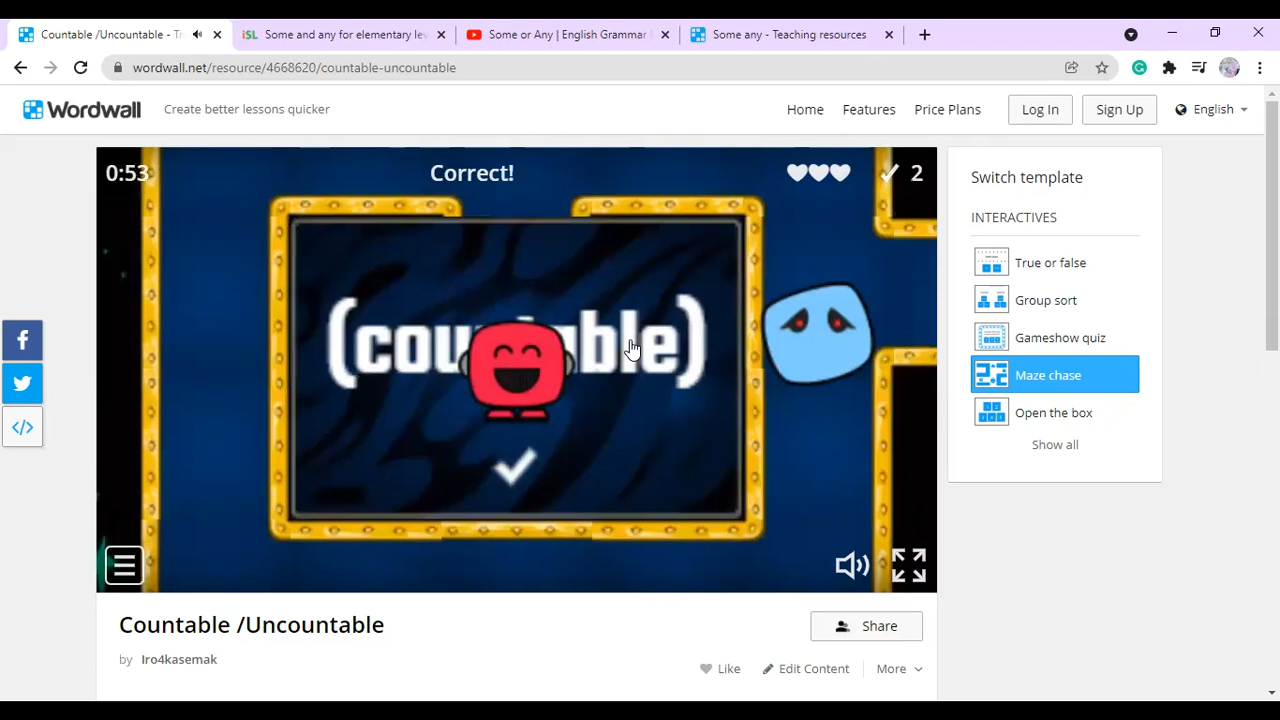 Countable /Uncountable - Tr
Some and any for elementary lev
Some or Any | English Grammar
Some any - Teaching resources
wordwall.net/resource/4668620/countable-uncountable
Wordwall
Create better lessons quicker
Home
Features
Price Plans
Log In
Sign Up
English
0:53
Correct!
2
(countable)
Switch template
INTERACTIVES
True or false
Group sort
Gameshow quiz
Maze chase
Open the box
Show all
Countable /Uncountable
Share
by Iro4kasemak
Like
Edit Content
More